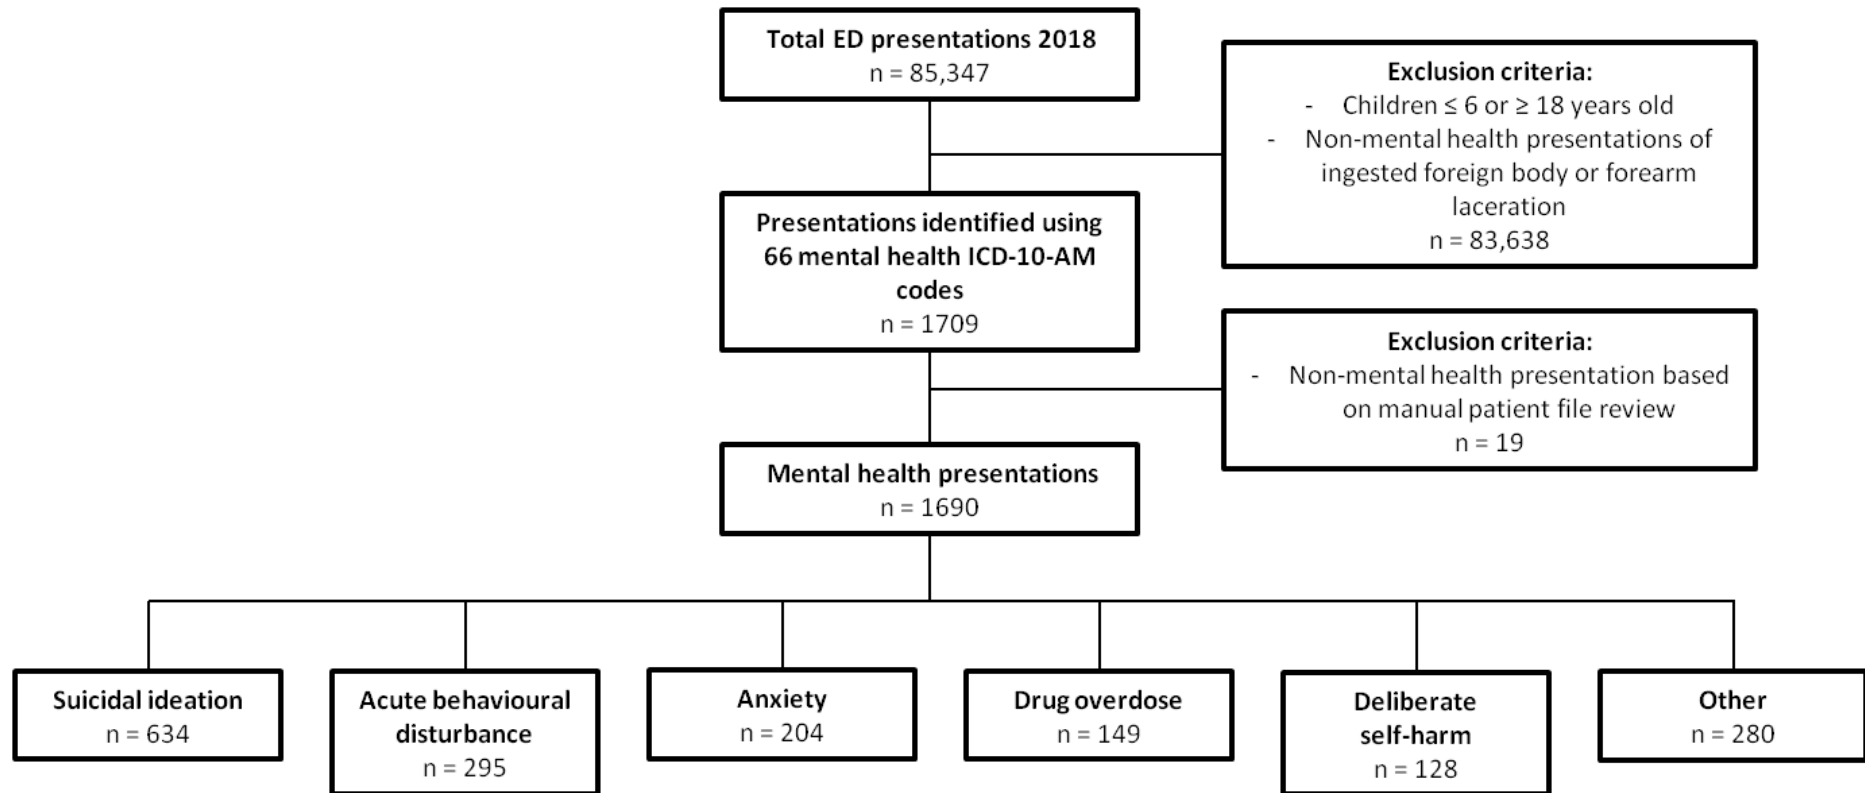 Total ED presentations 2018
n = 85,347
Exclusion criteria:
- Children ≤ 6 or ≥ 18 years old
- Non-mental health presentations of
ingested foreign body or forearm
laceration
n = 83,638
Presentations identified using
66 mental health ICD-10-AM
codes
n = 1709
Exclusion criteria:
- Non-mental health presentation based
on manual patient file review
n = 19
Mental health presentations
n = 1690
Suicidal ideation
n = 634
Acute behavioural
disturbance
n = 295
Anxiety
n = 204
Drug overdose
n = 149
Deliberate
self-harm
n = 128
Other
n = 280